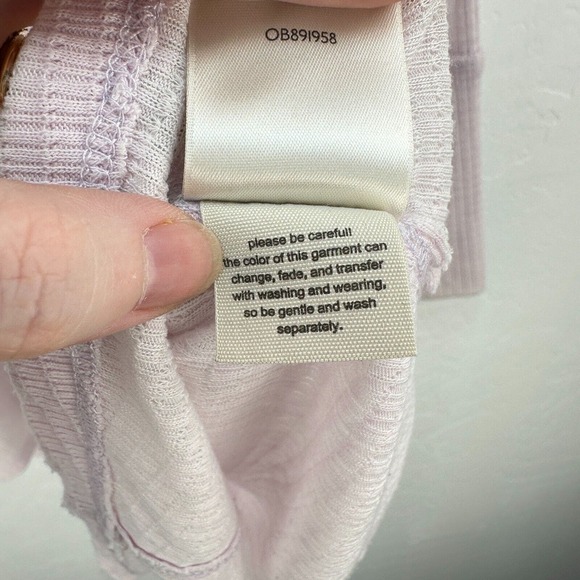 OB891958
please be careful!
the color of this garment can
change, fade, and transfer
with washing and wearing,
so be gentle and wash
separately.